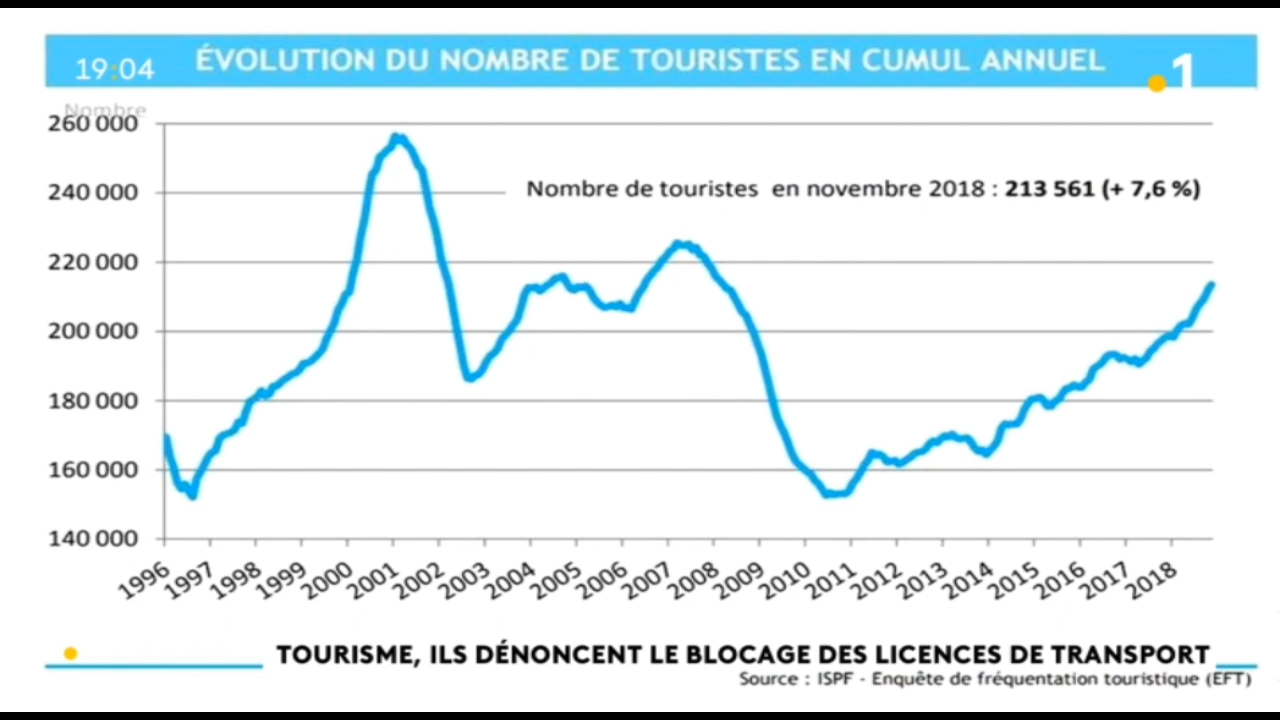 19:04
ÉVOLUTION DU NOMBRE DE TOURISTES EN CUMUL ANNUEL
1
Nombre
260 000
240 000
Nombre de touristes en novembre 2018 : 213 561 (+ 7,6 %)
220 000
200 000
180 000
160 000
140 000
1996 1997 1998 1999 2000 2001 2002 2003 2004 2005 2006 2007 2008 2009 2010 2011 2012 2013 2014 2015 2016 2017 2018
TOURISME, ILS DÉNONCENT LE BLOCAGE DES LICENCES DE TRANSPORT
Source : ISPF - Enquête de fréquentation touristique (EFT)